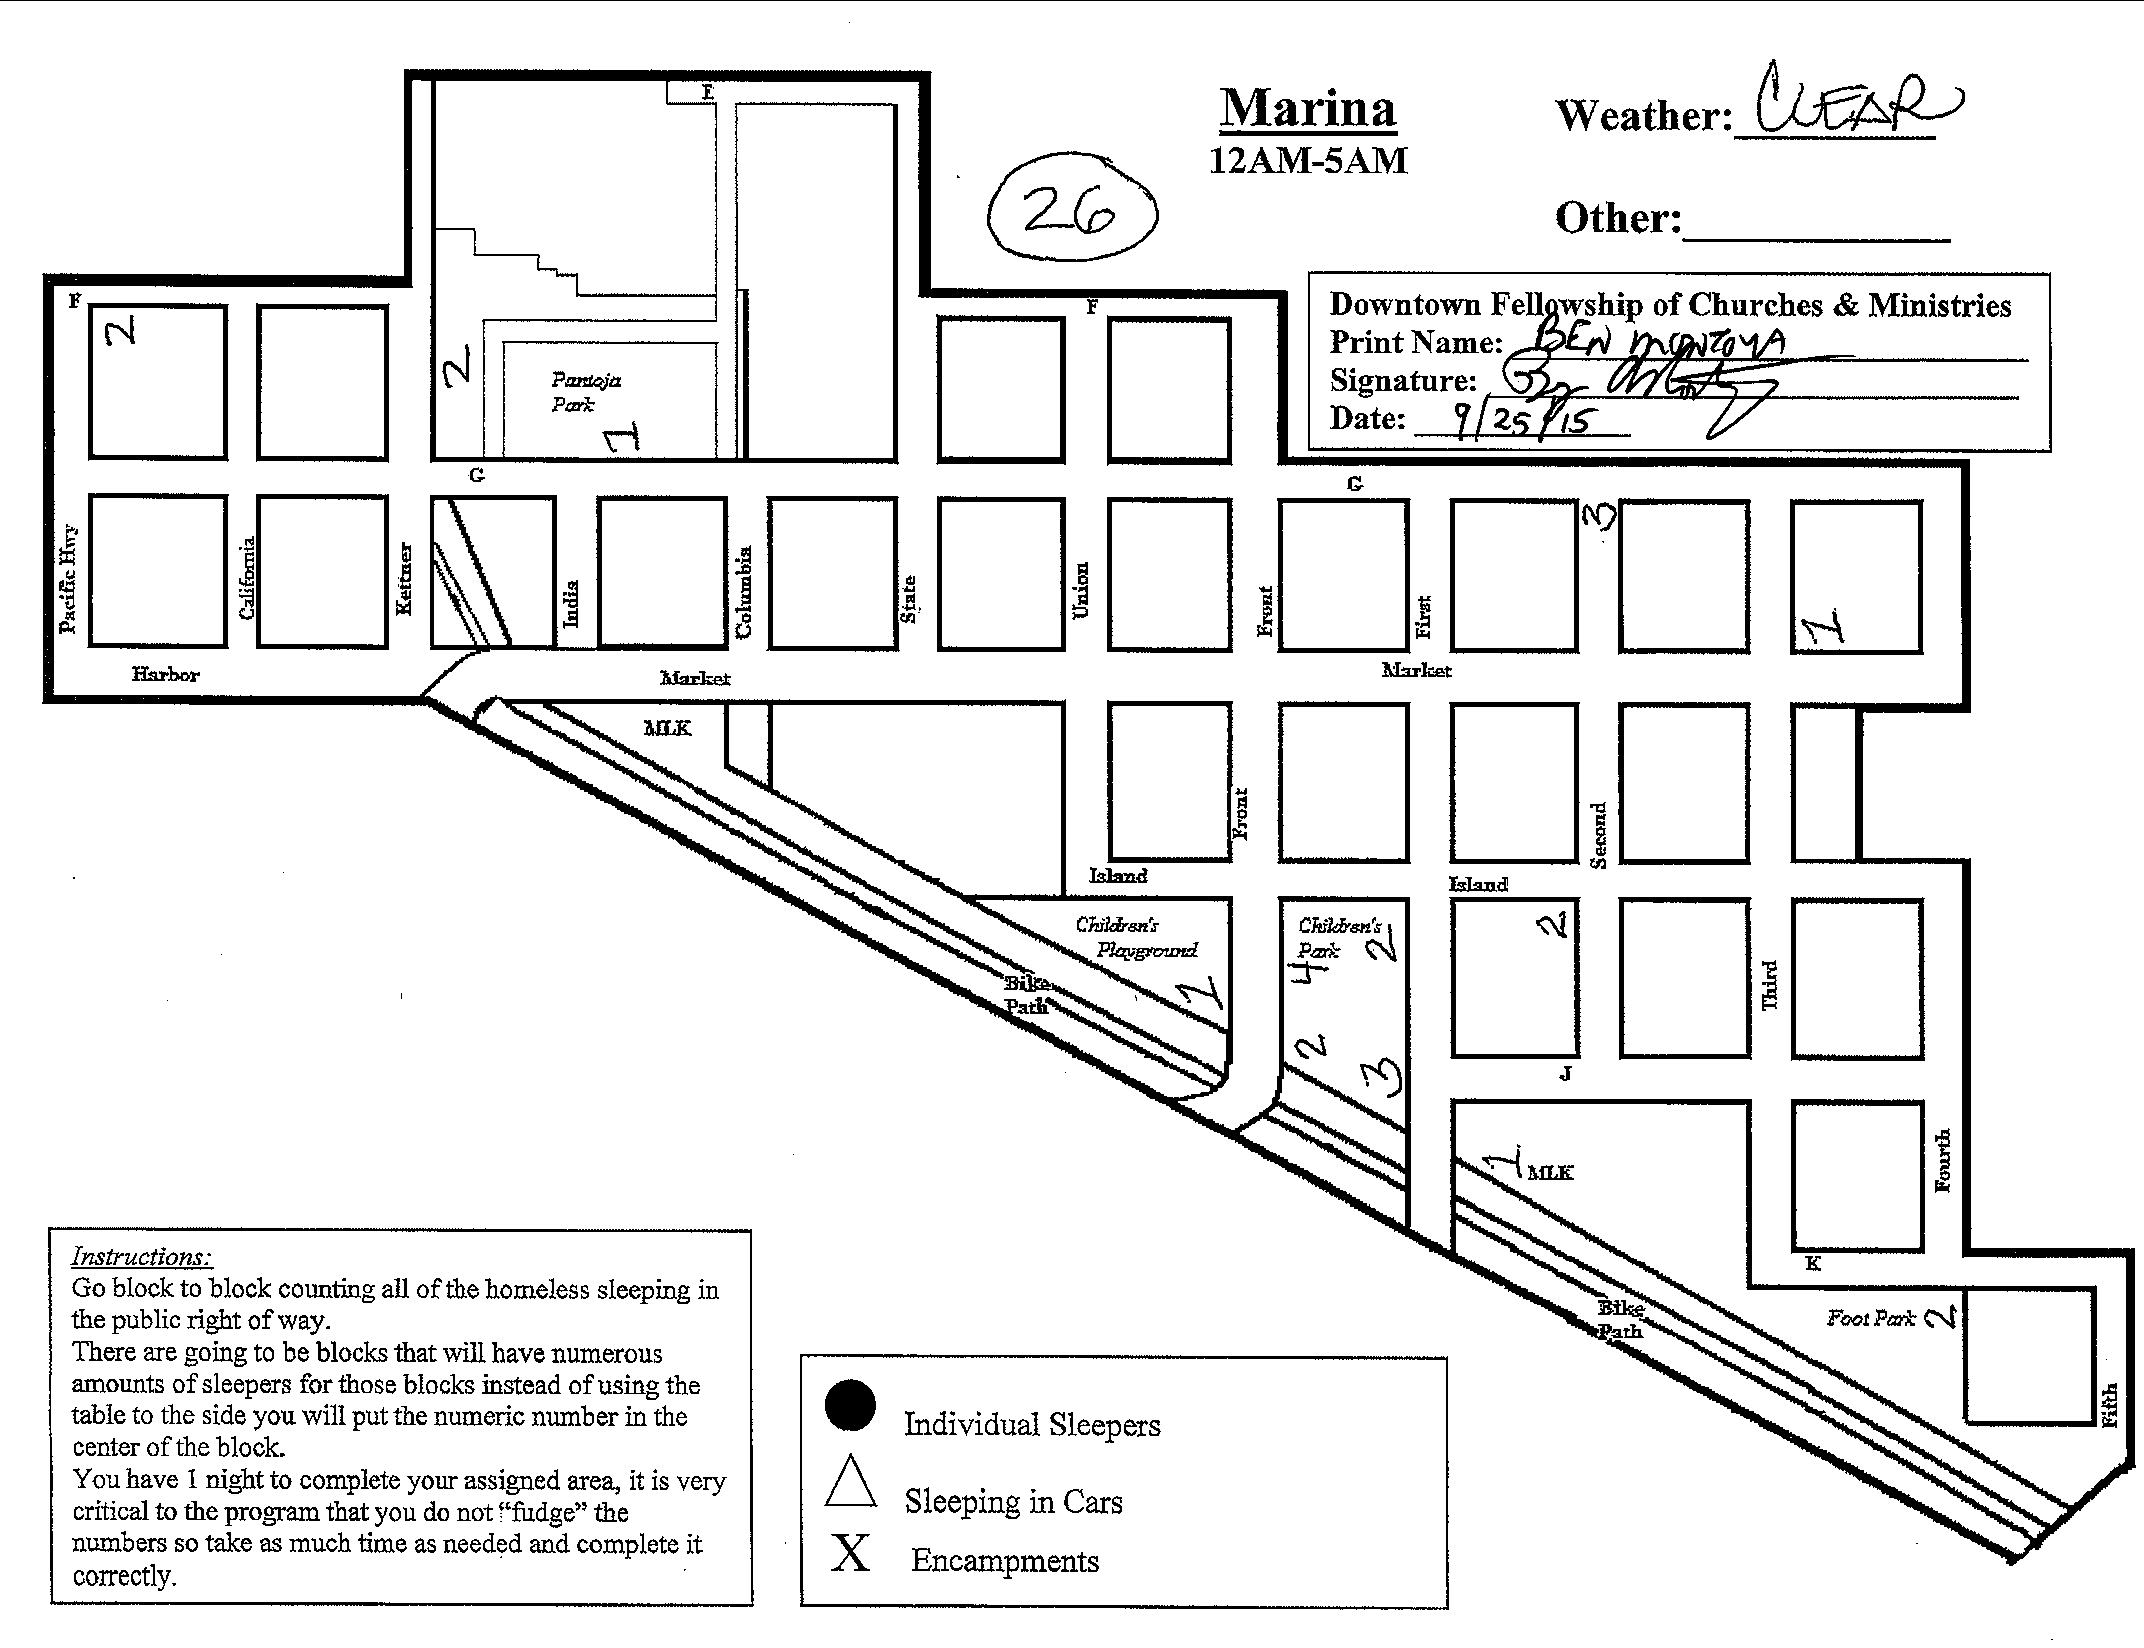 Marina
12AM-5AM
Weather: CLEAR
Other:
26
Downtown Fellowship of Churches & Ministries
Print Name: BEN MONTOYA
Signature:
Date: 9/25/15
E
F
F
2
2
Pantoja
Park
1
G
G
3
1
Pacific Hwy
California
Kettner
India
Columbia
State
Union
Front
First
Harbor
Market
Market
MLK
Front
Second
Island
Island
Children's
Playground
1
Children's
Park
4
2
2
3
2
Bike
Path
Third
J
1
MLK
Fourth
K
Bike
Path
Foot Park 2
Fifth
Instructions:
Go block to block counting all of the homeless sleeping in
the public right of way.
There are going to be blocks that will have numerous
amounts of sleepers for those blocks instead of using the
table to the side you will put the numeric number in the
center of the block.
You have 1 night to complete your assigned area, it is very
critical to the program that you do not "fudge" the
numbers so take as much time as needed and complete it
correctly.
Individual Sleepers
Sleeping in Cars
X Encampments